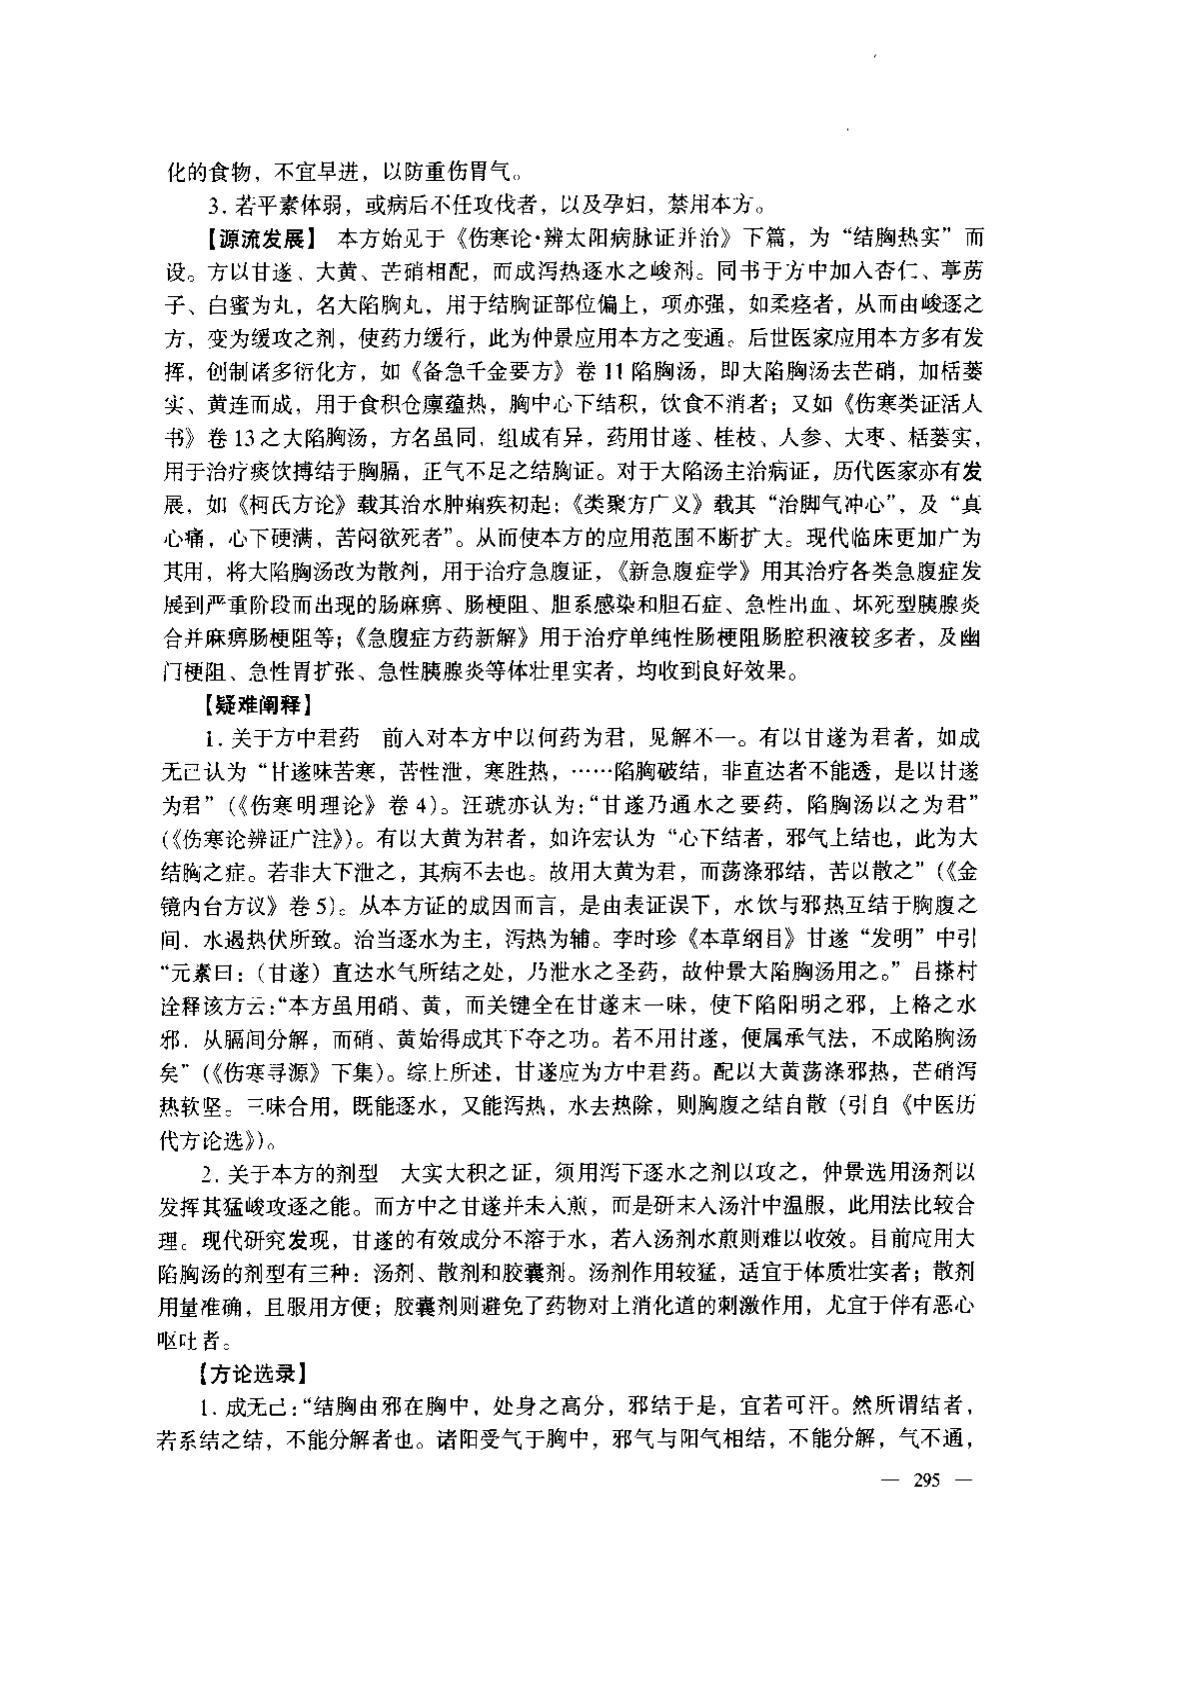 化的食物，不宜早进，以防重伤胃气。
3. 若平素体弱，或病后不任攻伐者，以及孕妇，禁用本方。
【源流发展】 本方始见于《伤寒论·辨太阳病脉证并治》下篇，为“结胸热实”而
设。方以甘遂、大黄、芒硝相配，而成泻热逐水之峻剂。同书于方中加入杏仁、葶苈
子、白蜜为丸，名大陷胸丸，用于结胸证部位偏上，项亦强，如柔痉者，从而由峻逐之
方，变为缓攻之剂，使药力缓行，此为仲景应用本方之变通。后世医家应用本方多有发
挥，创制诸多衍化方，如《备急千金要方》卷 11 陷胸汤，即大陷胸汤去芒硝，加栝蒌
实、黄连而成，用于食积仓廪蕴热，胸中心下结积，饮食不消者；又如《伤寒类证活人
书》卷 13 之大陷胸汤，方名虽同，组成有异，药用甘遂、桂枝、人参、大枣、栝蒌实，
用于治疗痰饮搏结于胸膈，正气不足之结胸证。对于大陷汤主治病证，历代医家亦有发
展，如《柯氏方论》载其治水肿痢疾初起；《类聚方广义》载其“治脚气冲心”，及“真
心痛，心下硬满，苦闷欲死者”。从而使本方的应用范围不断扩大。现代临床更加广为
其用，将大陷胸汤改为散剂，用于治疗急腹证，《新急腹症学》用其治疗各类急腹症发
展到严重阶段而出现的肠麻痹、肠梗阻、胆系感染和胆石症、急性出血、坏死型胰腺炎
合并麻痹肠梗阻等；《急腹症方药新解》用于治疗单纯性肠梗阻肠腔积液较多者，及幽
门梗阻、急性胃扩张、急性胰腺炎等体壮里实者，均收到良好效果。
【疑难阐释】
1. 关于方中君药　前人对本方中以何药为君，见解不一。有以甘遂为君者，如成
无己认为“甘遂味苦寒，苦性泄，寒胜热，……陷胸破结，非直达者不能透，是以甘遂
为君”（《伤寒明理论》卷 4）。汪琥亦认为：“甘遂乃通水之要药，陷胸汤以之为君”
（《伤寒论辨证广注》）。有以大黄为君者，如许宏认为“心下结者，邪气上结也，此为大
结胸之症。若非大下泄之，其病不去也。故用大黄为君，而荡涤邪结，苦以散之”（《金
镜内台方议》卷 5）。从本方证的成因而言，是由表证误下，水饮与邪热互结于胸腹之
间，水遏热伏所致。治当逐水为主，泻热为辅。李时珍《本草纲目》甘遂“发明”中引
“元素曰：（甘遂）直达水气所结之处，乃泄水之圣药，故仲景大陷胸汤用之。”吕搽村
诠释该方云：“本方虽用硝、黄，而关键全在甘遂末一味，使下陷阳明之邪，上格之水
邪，从膈间分解，而硝、黄始得成其下夺之功。若不用甘遂，便属承气法，不成陷胸汤
矣”（《伤寒寻源》下集）。综上所述，甘遂应为方中君药。配以大黄荡涤邪热，芒硝泻
热软坚。三味合用，既能逐水，又能泻热，水去热除，则胸腹之结自散（引自《中医历
代方论选》）。
2. 关于本方的剂型　大实大积之证，须用泻下逐水之剂以攻之，仲景选用汤剂以
发挥其猛峻攻逐之能。而方中之甘遂并未入煎，而是研末入汤汁中温服，此用法比较合
理。现代研究发现，甘遂的有效成分不溶于水，若入汤剂水煎则难以收效。目前应用大
陷胸汤的剂型有三种：汤剂、散剂和胶囊剂。汤剂作用较猛，适宜于体质壮实者；散剂
用量准确，且服用方便；胶囊剂则避免了药物对上消化道的刺激作用，尤宜于伴有恶心
呕吐者。
【方论选录】
1. 成无己：“结胸由邪在胸中，处身之高分，邪结于是，宜若可汗。然所谓结者，
若系结之结，不能分解者也。诸阳受气于胸中，邪气与阳气相结，不能分解，气不通，
— 295 —